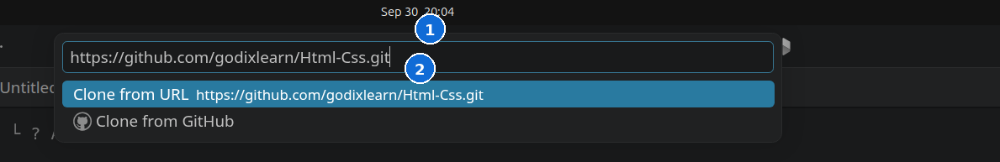 Sep 30 20:04
1
https://github.com/godixlearn/Html-Css.git
2
Untitled
Clone from URL https://github.com/godixlearn/Html-Css.git
Clone from GitHub
?